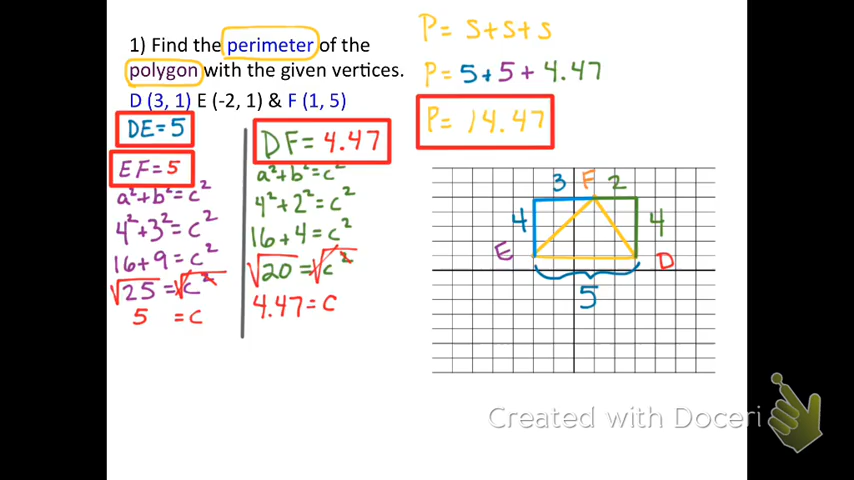 1) Find the perimeter of the
polygon with the given vertices.
D (3, 1) E (-2, 1) & F (1, 5)
P = S+S+S
P = 5+5+4.47
P = 14.47
DE=5
EF=5
a²+b²=c²
4²+3²=c²
16+9=c²
√25=√c²
5 =c
DF=4.47
a²+b²=c²
4²+2²=c²
16+4=c²
√20=√c²
4.47=c
3 F 2
4 4
E D
5
Created with Doceri